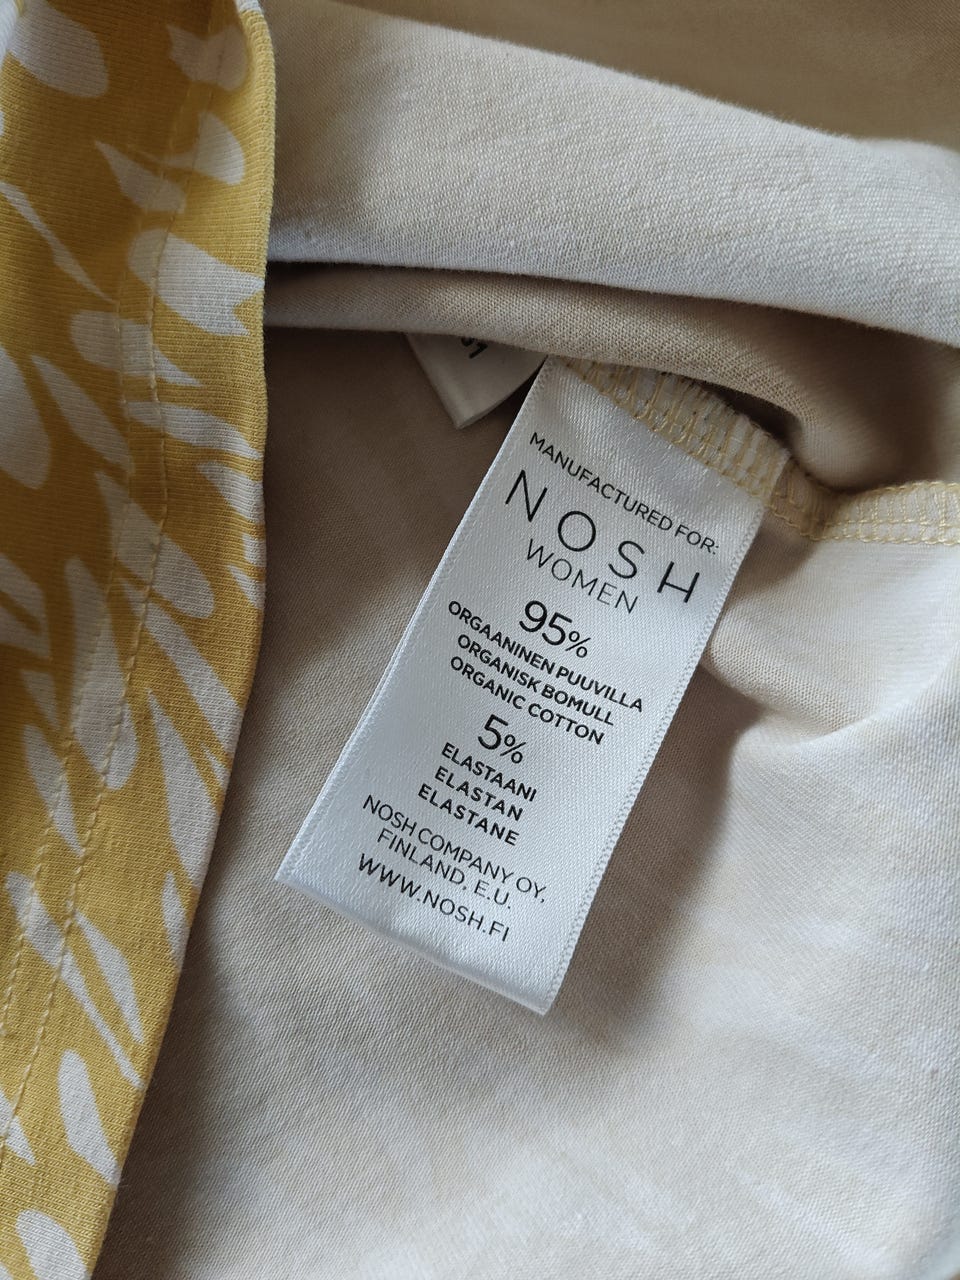 MANUFACTURED FOR:
NOSH
WOMEN
95%
ORGAANINEN PUUVILLA
ORGANISK BOMULL
ORGANIC COTTON
5%
ELASTAANI
ELASTAN
ELASTANE
NOSH COMPANY OY,
FINLAND, E.U.
WWW.NOSH.FI